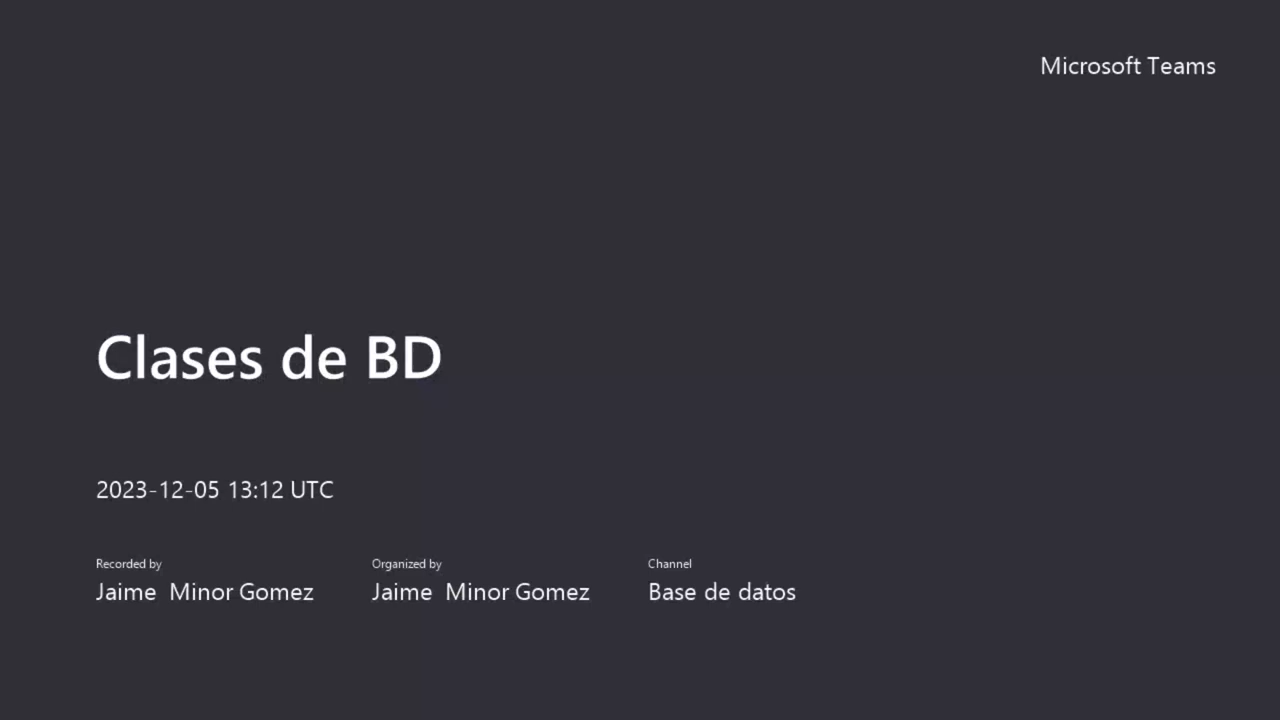 Microsoft Teams
Clases de BD
2023-12-05 13:12 UTC
Recorded by
Jaime  Minor Gomez
Organized by
Jaime  Minor Gomez
Channel
Base de datos